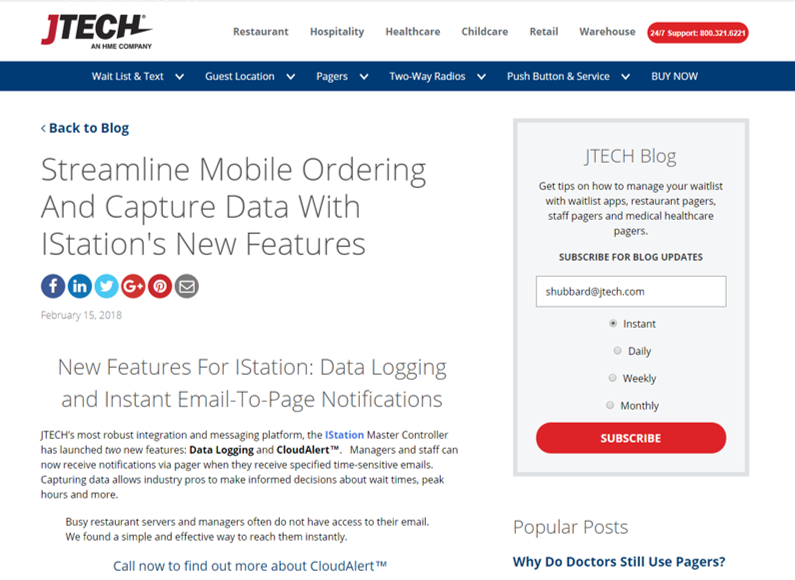 JTECH®
AN HME COMPANY
Restaurant Hospitality Healthcare Childcare Retail Warehouse 24/7 Support: 800.321.6221
Wait List & Text Guest Location Pagers Two-Way Radios Push Button & Service BUY NOW
‹ Back to Blog
Streamline Mobile Ordering
And Capture Data With
IStation's New Features
f in G+
February 15, 2018
New Features For IStation: Data Logging
and Instant Email-To-Page Notifications
JTECH's most robust integration and messaging platform, the IStation Master Controller
has launched two new features: Data Logging and CloudAlert™. Managers and staff can
now receive notifications via pager when they receive specified time-sensitive emails.
Capturing data allows industry pros to make informed decisions about wait times, peak
hours and more.
Busy restaurant servers and managers often do not have access to their email.
We found a simple and effective way to reach them instantly.
Call now to find out more about CloudAlert™
JTECH Blog
Get tips on how to manage your waitlist
with waitlist apps, restaurant pagers,
staff pagers and medical healthcare
pagers.
SUBSCRIBE FOR BLOG UPDATES
shubbard@jtech.com
Instant
Daily
Weekly
Monthly
SUBSCRIBE
Popular Posts
Why Do Doctors Still Use Pagers?